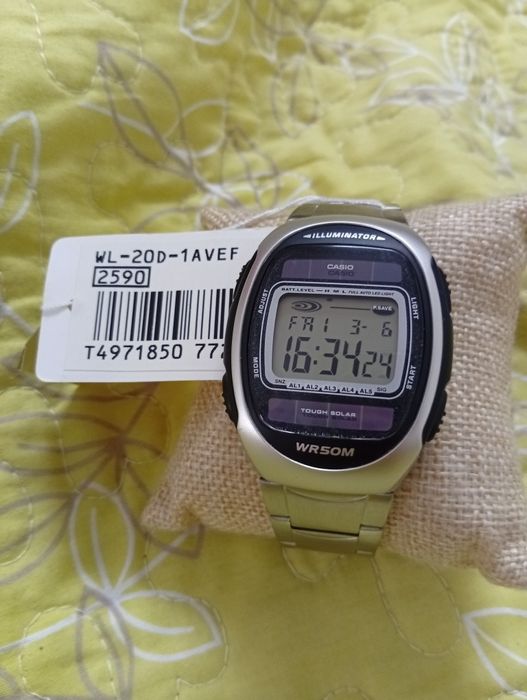 WL-20D-1AVEF
2590
T4971850 77
ILLUMINATOR
CASIO
BATT.LEVEL H M L FULL AUTO LED LIGHT
P.SAVE
ADJUST
LIGHT
FRI 3- 6
16:34 24
MODE
START
SNZ AL1 AL2 AL3 AL4 AL5 SIG
TOUGH SOLAR
WR50M